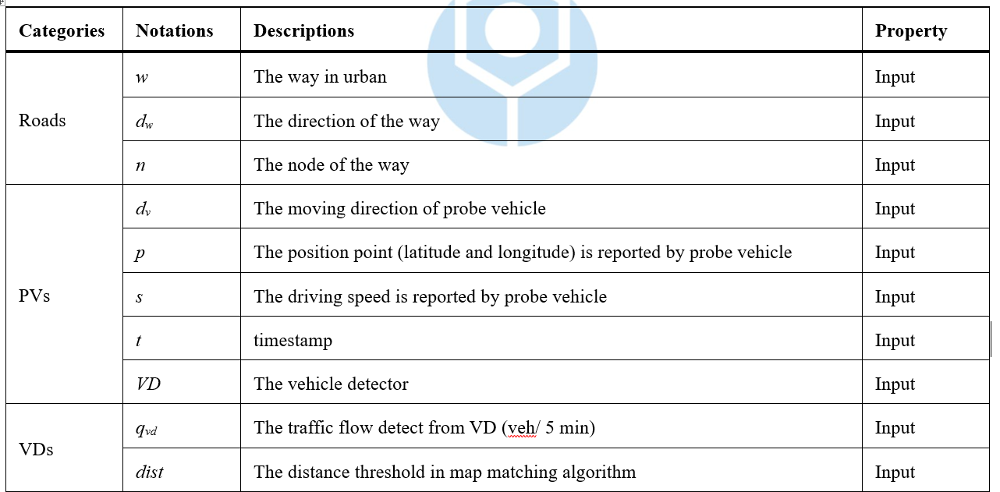 Categories Notations Descriptions Property
Roads
w The way in urban Input
dw The direction of the way Input
n The node of the way Input
PVs
dv The moving direction of probe vehicle Input
p The position point (latitude and longitude) is reported by probe vehicle Input
s The driving speed is reported by probe vehicle Input
t timestamp Input
VD The vehicle detector Input
VDs
qvd The traffic flow detect from VD (veh/ 5 min) Input
dist The distance threshold in map matching algorithm Input